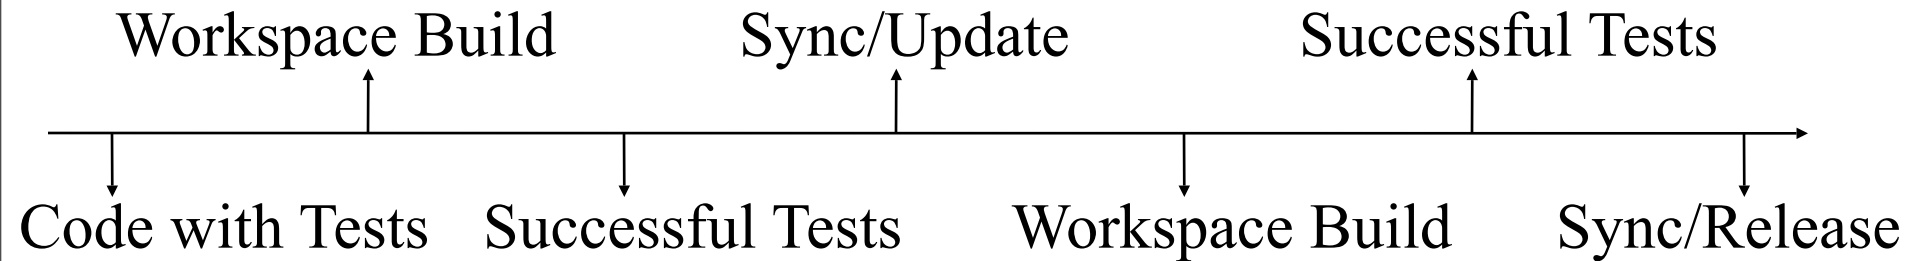 Workspace Build
Sync/Update
Successful Tests
Code with Tests
Successful Tests
Workspace Build
Sync/Release